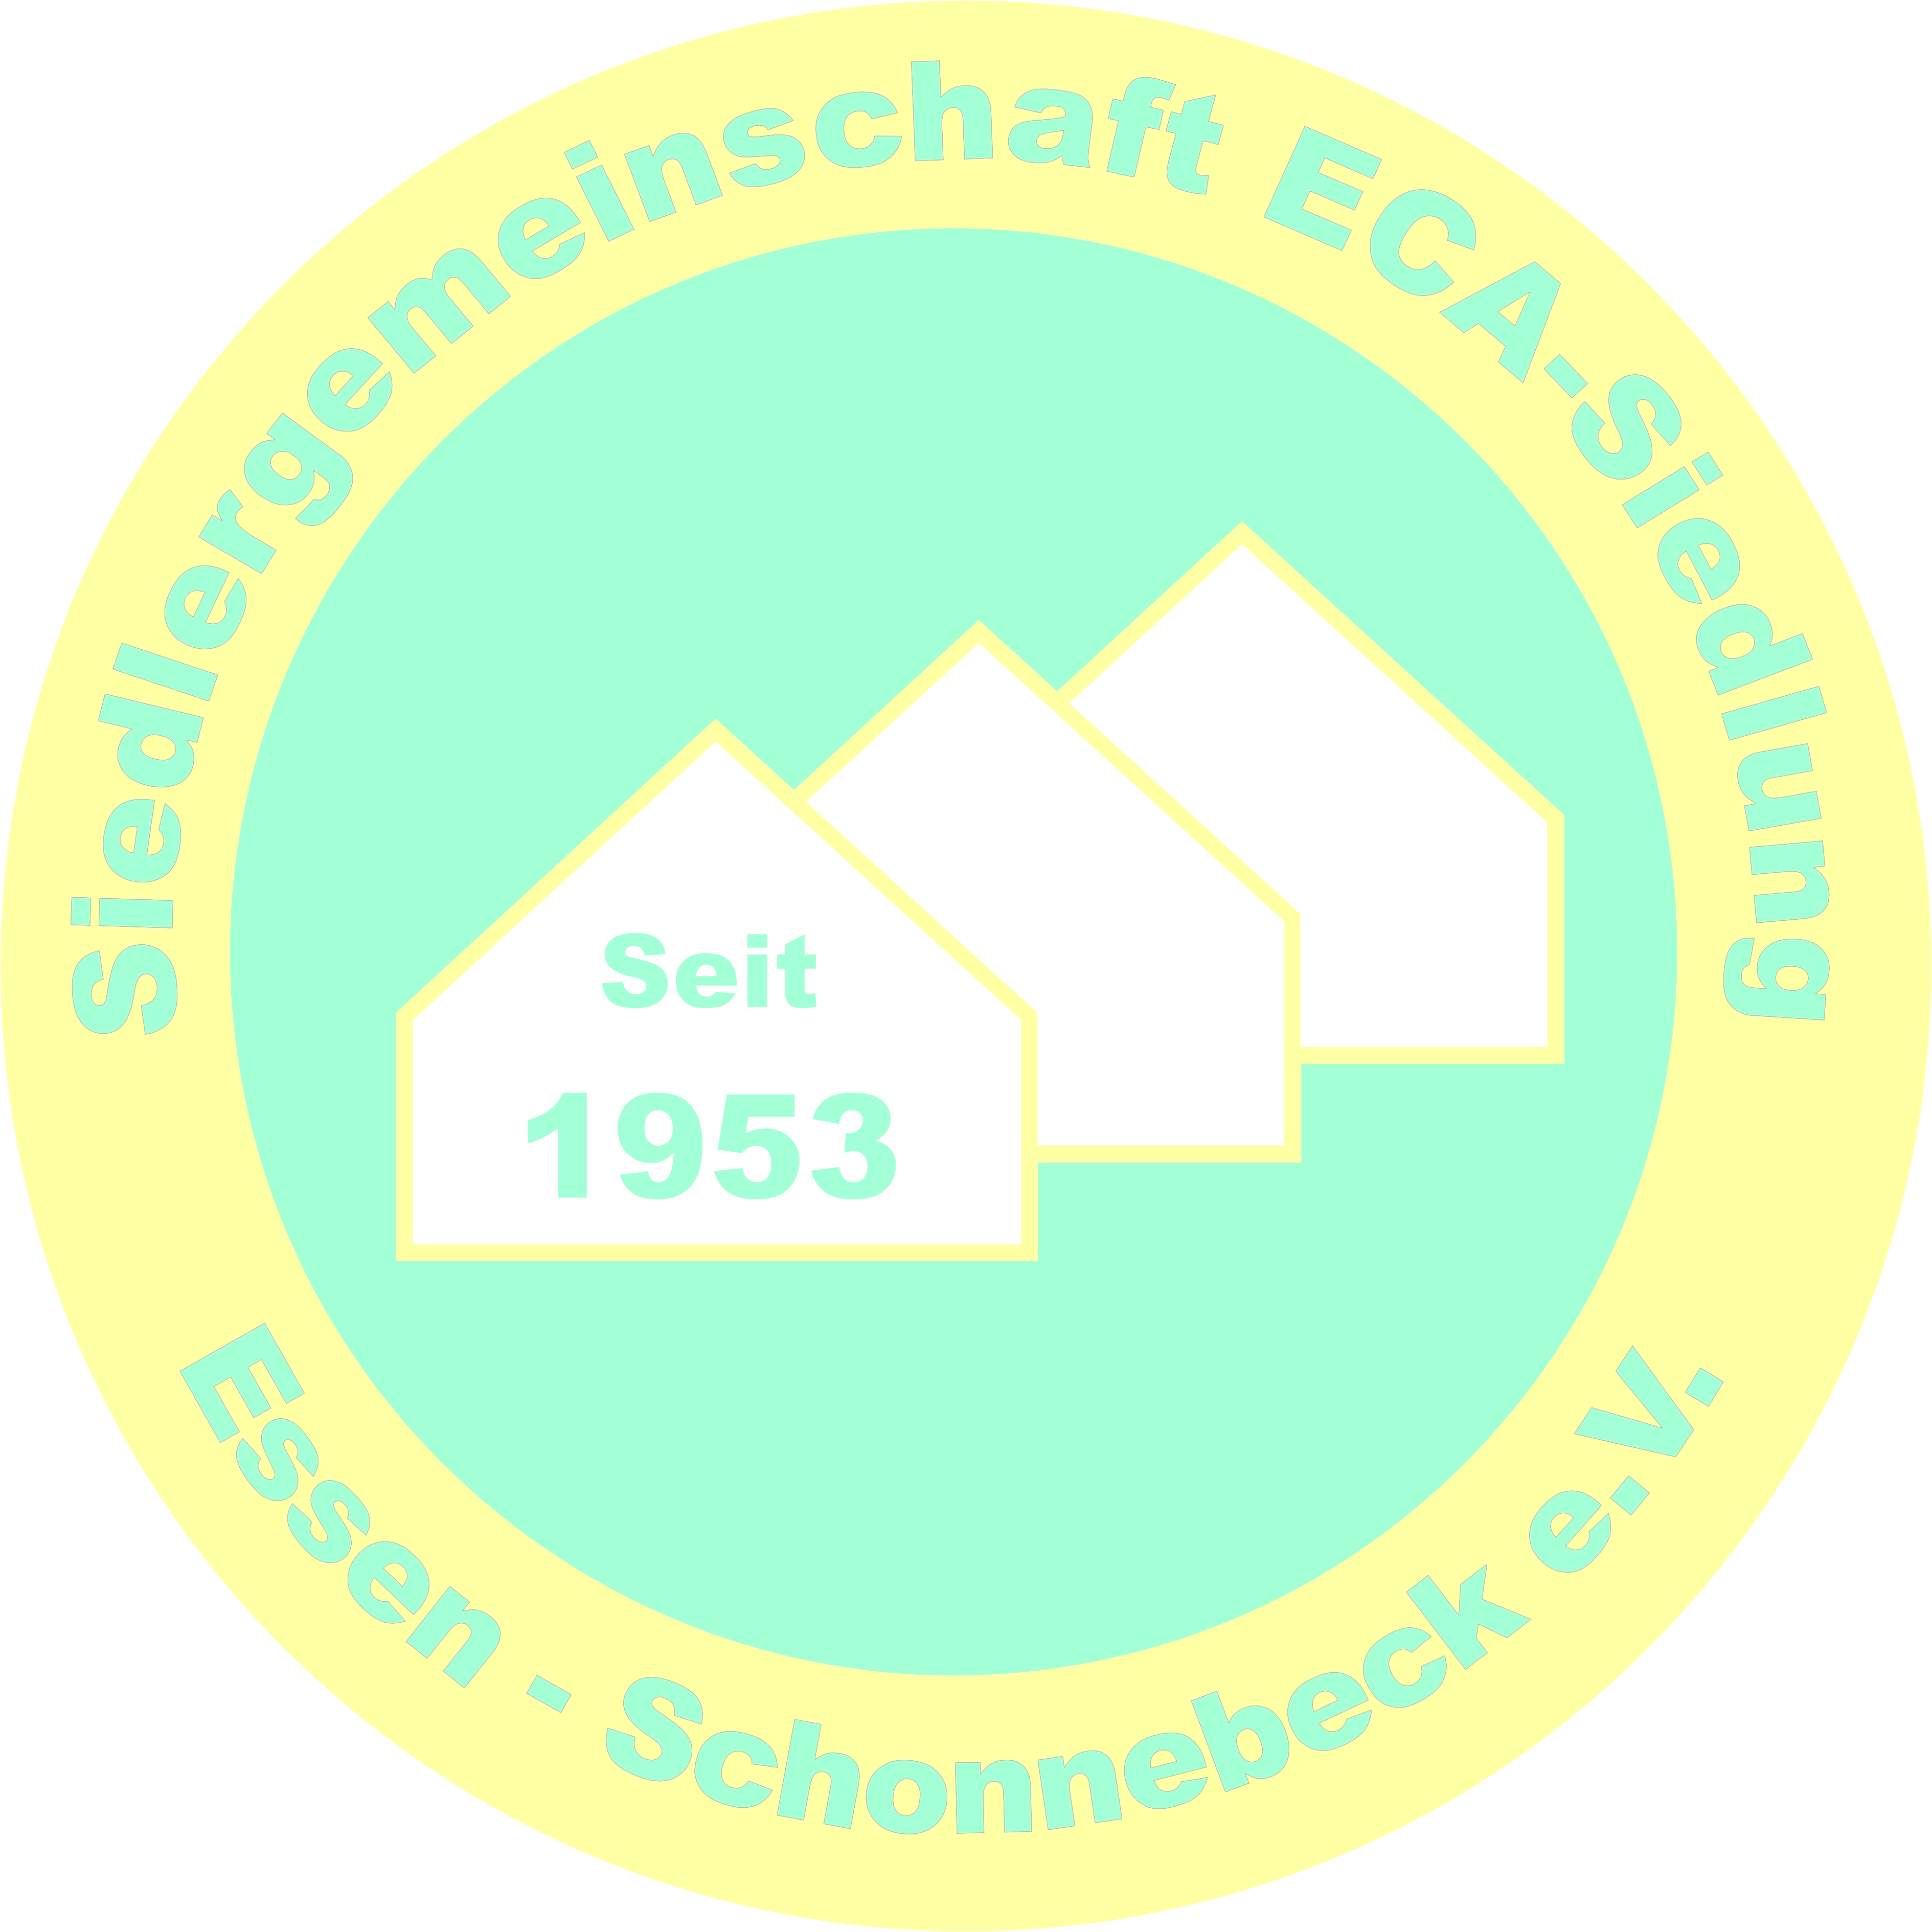 Siedlergemeinschaft ECA-Siedlung
Seit
1953
Essen - Schonnebeck e.V.